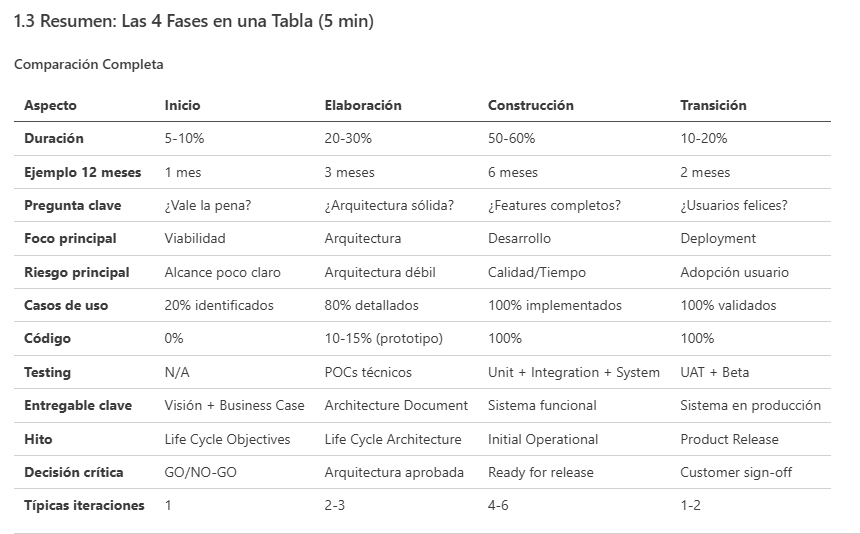 1.3 Resumen: Las 4 Fases en una Tabla (5 min)
Comparación Completa
Aspecto Inicio Elaboración Construcción Transición
Duración 5-10% 20-30% 50-60% 10-20%
Ejemplo 12 meses 1 mes 3 meses 6 meses 2 meses
Pregunta clave ¿Vale la pena? ¿Arquitectura sólida? ¿Features completos? ¿Usuarios felices?
Foco principal Viabilidad Arquitectura Desarrollo Deployment
Riesgo principal Alcance poco claro Arquitectura débil Calidad/Tiempo Adopción usuario
Casos de uso 20% identificados 80% detallados 100% implementados 100% validados
Código 0% 10-15% (prototipo) 100% 100%
Testing N/A POCs técnicos Unit + Integration + System UAT + Beta
Entregable clave Visión + Business Case Architecture Document Sistema funcional Sistema en producción
Hito Life Cycle Objectives Life Cycle Architecture Initial Operational Product Release
Decisión crítica GO/NO-GO Arquitectura aprobada Ready for release Customer sign-off
Típicas iteraciones 1 2-3 4-6 1-2